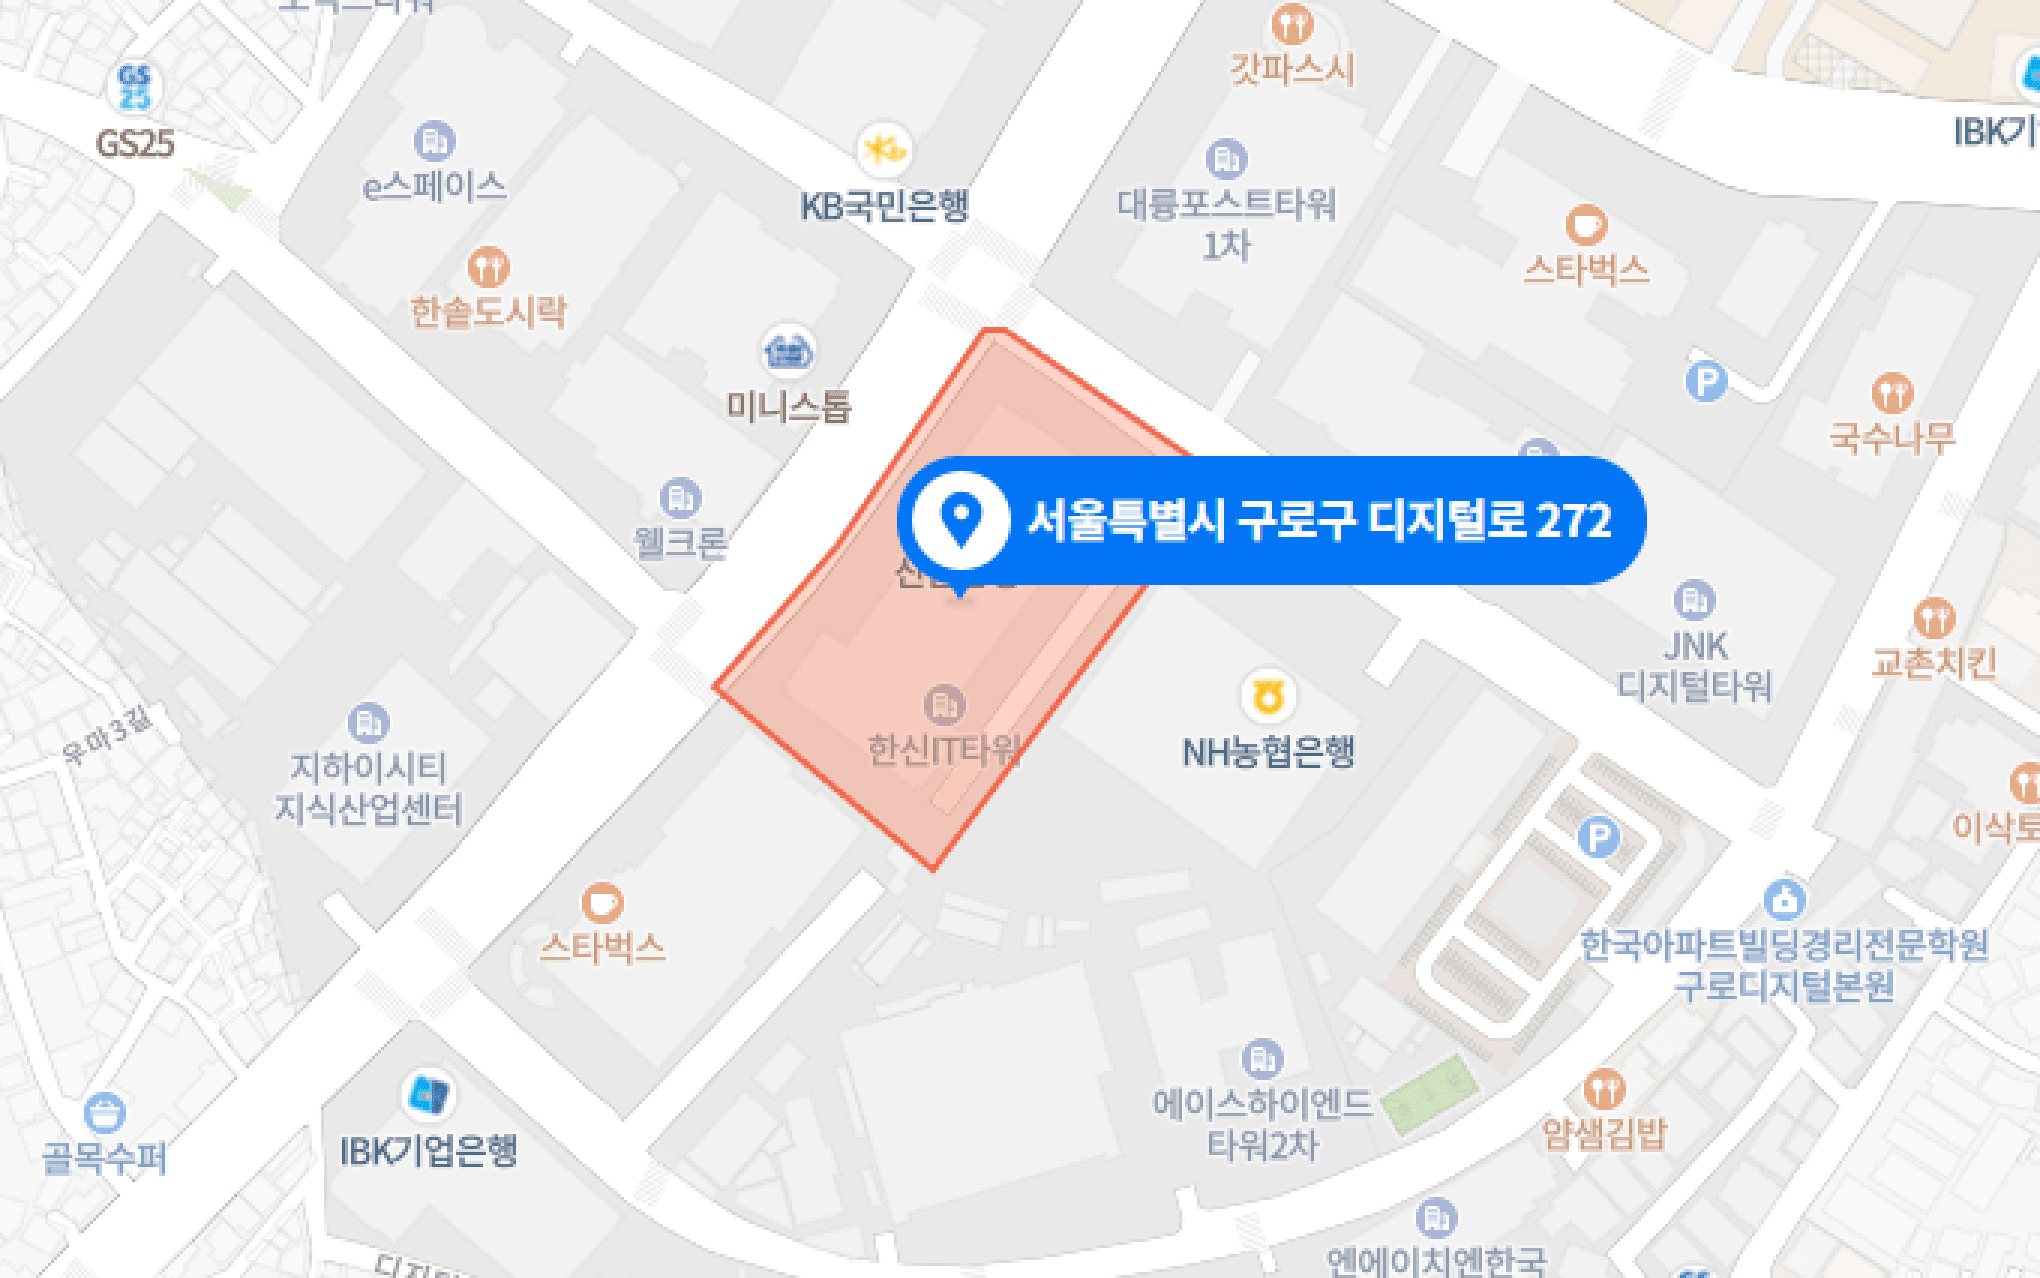 GS
25
GS25
e스페이스
한솥도시락
KB국민은행
갓파스시
대륭포스트타워
1차
스타벅스
IBK기
미니스톱
P
국수나무
웰크론
서울특별시 구로구 디지털로 272
JNK
디지털타워
교촌치킨
우마3길
지하이시티
지식산업센터
한신IT타워
NH농협은행
P
이삭토
스타벅스
한국아파트빌딩경리전문학원
구로디지털본원
골목수퍼
IBK기업은행
에이스하이엔드
타워2차
얌샘김밥
엔에이치엔한국
GS